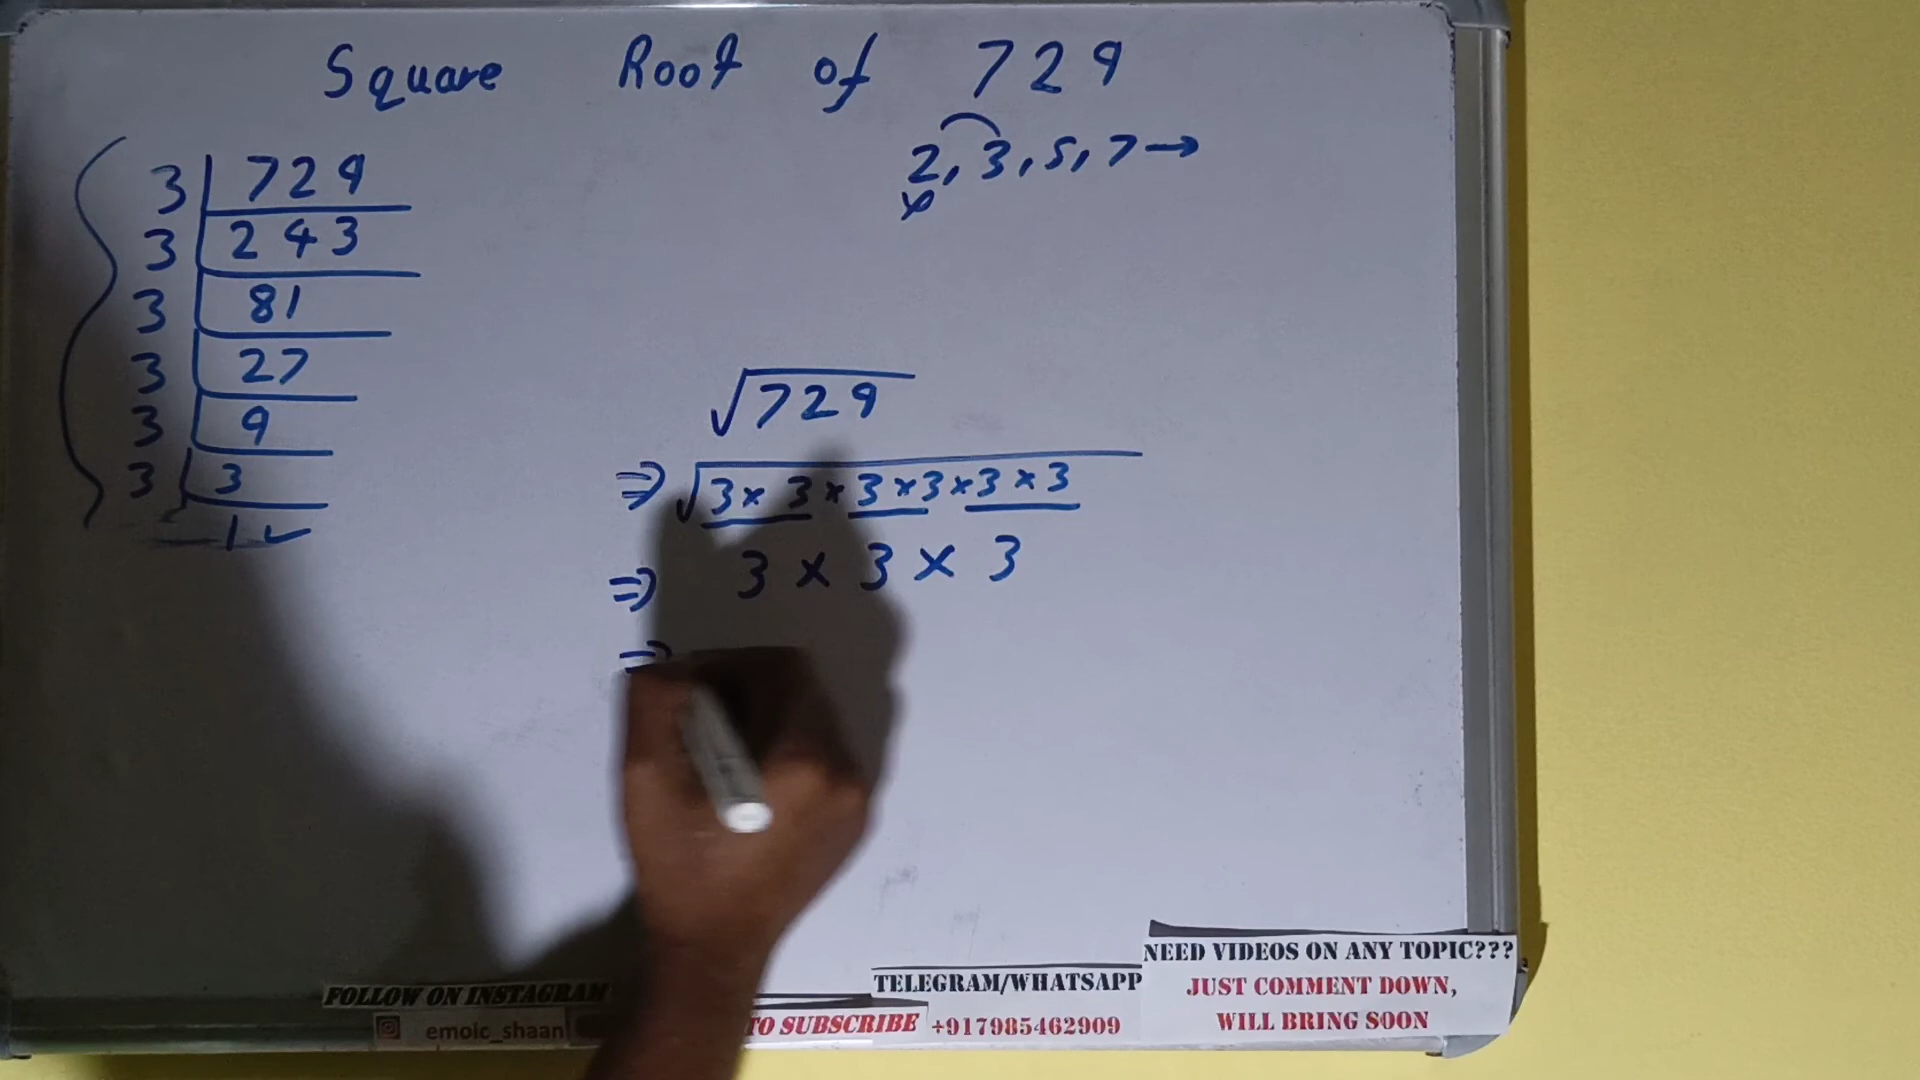 Square Root of 729
2, 3, 5, 7 →
×
3 | 729
3 | 243
3 | 81
3 | 27
3 | 9
3 | 3
1 ✓
√729
⇒ √3 × 3 × 3 × 3 × 3 × 3
⇒ 3 × 3 × 3
⇒
NEED VIDEOS ON ANY TOPIC???
JUST COMMENT DOWN,
WILL BRING SOON
TELEGRAM/WHATSAPP
+917985462909
FOLLOW ON INSTAGRAM
emoic_shaan
TO SUBSCRIBE